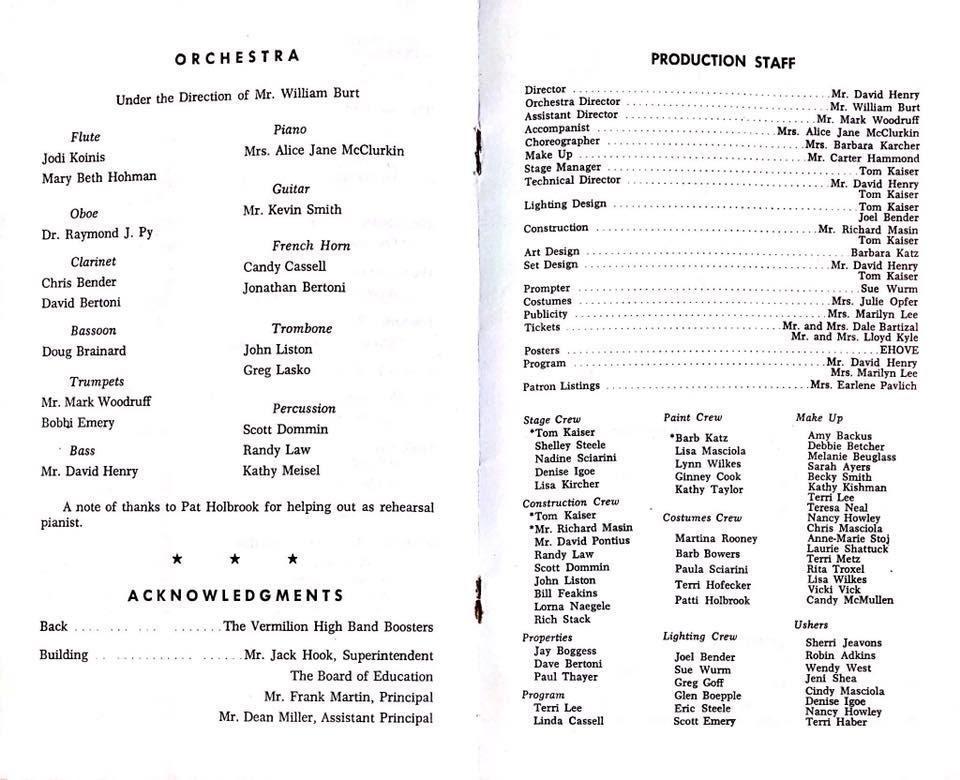 ORCHESTRA
Under the Direction of Mr. William Burt
Flute
Jodi Koinis
Mary Beth Hohman
Oboe
Dr. Raymond J. Py
Clarinet
Chris Bender
David Bertoni
Bassoon
Doug Brainard
Trumpets
Mr. Mark Woodruff
Bobbi Emery
Bass
Mr. David Henry
Piano
Mrs. Alice Jane McClurkin
Guitar
Mr. Kevin Smith
French Horn
Candy Cassell
Jonathan Bertoni
Trombone
John Liston
Greg Lasko
Percussion
Scott Dommin
Randy Law
Kathy Meisel
A note of thanks to Pat Holbrook for helping out as rehearsal
pianist.
★ ★ ★
ACKNOWLEDGMENTS
Back .... ... ... .......The Vermilion High Band Boosters
Building .. ............ ......Mr. Jack Hook, Superintendent
The Board of Education
Mr. Frank Martin, Principal
Mr. Dean Miller, Assistant Principal
PRODUCTION STAFF
Director ........ Mr. David Henry
Orchestra Director ........ Mr. William Burt
Assistant Director ........ Mr. Mark Woodruff
Accompanist ........ Mrs. Alice Jane McClurkin
Choreographer ........ Mrs. Barbara Karcher
Make Up ........ Mr. Carter Hammond
Stage Manager ........ Tom Kaiser
Technical Director ........ Mr. David Henry
Tom Kaiser
Lighting Design ........ Tom Kaiser
Joel Bender
Construction ........ Mr. Richard Masin
Tom Kaiser
Art Design ........ Barbara Katz
Set Design ........ Mr. David Henry
Tom Kaiser
Prompter ........ Sue Wurm
Costumes ........ Mrs. Julie Opfer
Publicity ........ Mrs. Marilyn Lee
Tickets ........ Mr. and Mrs. Dale Bartizal
Mr. and Mrs. Lloyd Kyle
Posters ........ EHOVE
Program ........ Mr. David Henry
Mrs. Marilyn Lee
Patron Listings ........ Mrs. Earlene Pavlich
Stage Crew
*Tom Kaiser
Shelley Steele
Nadine Sciarini
Denise Igoe
Lisa Kircher
Construction Crew
*Tom Kaiser
*Mr. Richard Masin
Mr. David Pontius
Randy Law
Scott Dommin
John Liston
Bill Feakins
Lorna Naegele
Rich Stack
Properties
Jay Boggess
Dave Bertoni
Paul Thayer
Program
Terri Lee
Linda Cassell
Paint Crew
*Barb Katz
Lisa Masciola
Lynn Wilkes
Ginney Cook
Kathy Taylor
Costumes Crew
Martina Rooney
Barb Bowers
Paula Sciarini
Terri Hofecker
Patti Holbrook
Lighting Crew
Joel Bender
Sue Wurm
Greg Goff
Glen Boepple
Eric Steele
Scott Emery
Make Up
Amy Backus
Debbie Betcher
Melanie Beuglass
Sarah Ayers
Becky Smith
Kathy Kishman
Terri Lee
Teresa Neal
Nancy Howley
Chris Masciola
Anne-Marie Stoj
Laurie Shattuck
Terri Metz
Rita Troxel
Lisa Wilkes
Vicki Vick
Candy McMullen
Ushers
Sherri Jeavons
Robin Adkins
Wendy West
Jeni Shea
Cindy Masciola
Denise Igoe
Nancy Howley
Terri Haber